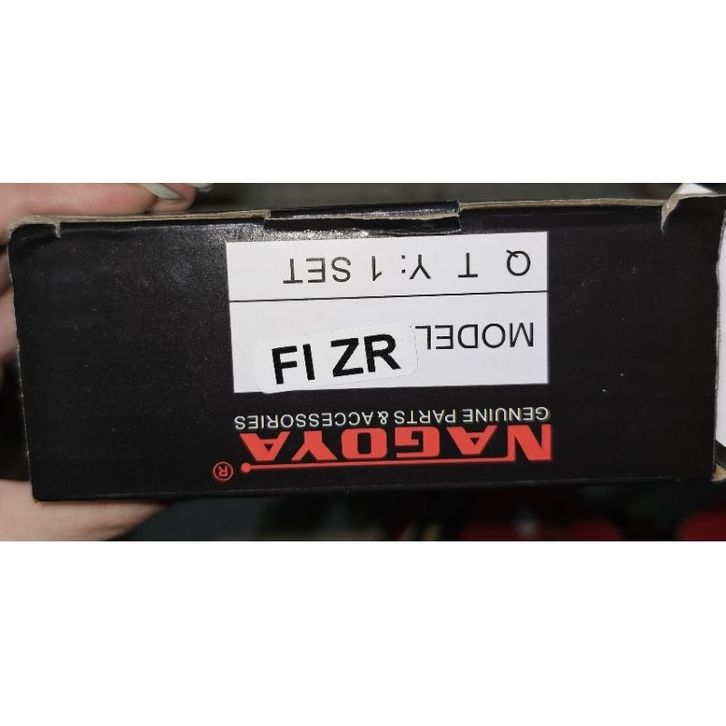 NAGOYA®
GENUINE PARTS & ACCESSORIES
MODEL FI ZR
Q T Y: 1 SET